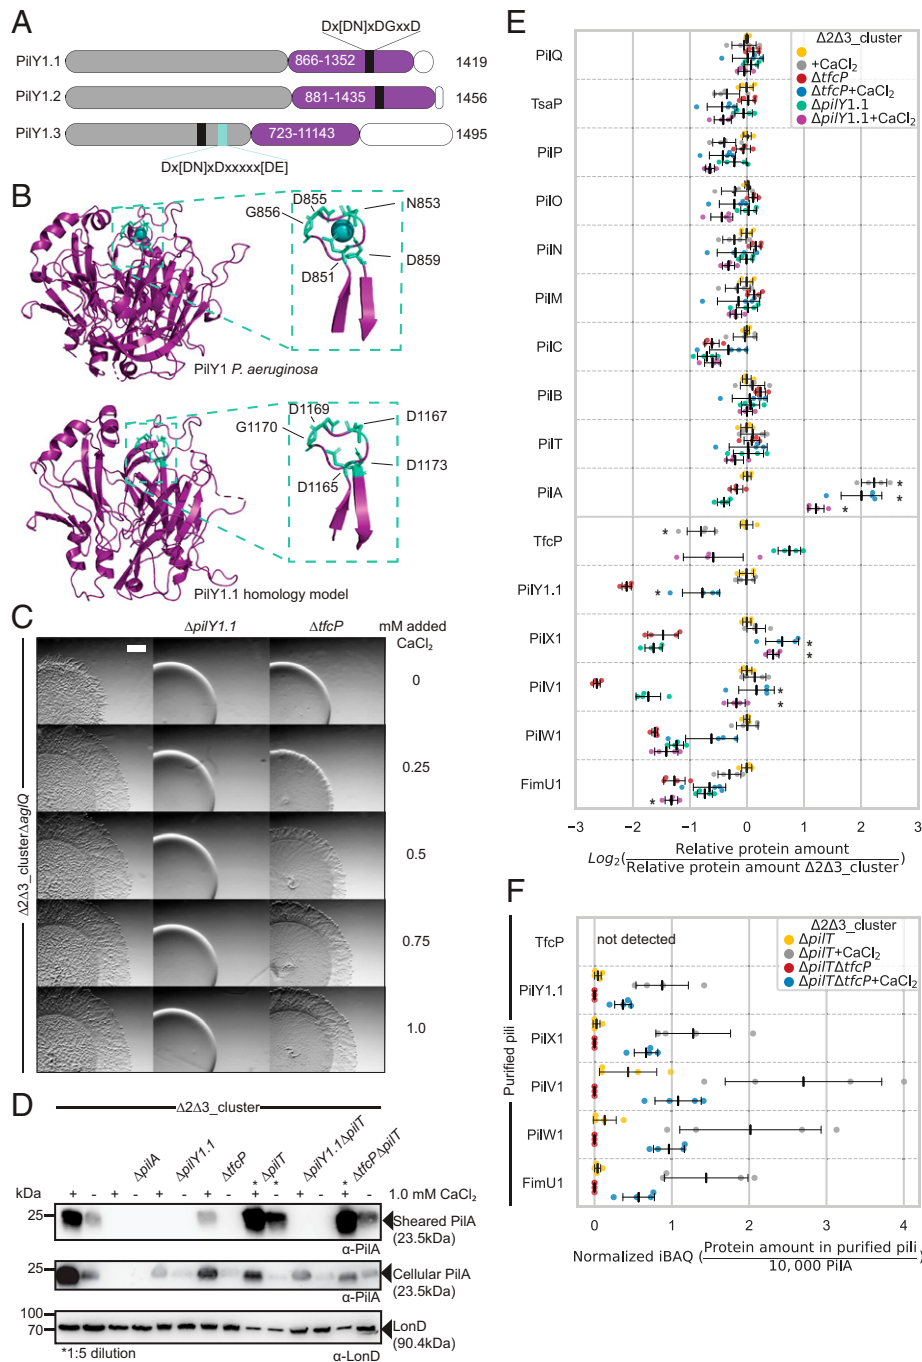 A
Dx[DN]xDGxxD
PilY1.1
866-1352
1419
PilY1.2
881-1435
1456
PilY1.3
723-11143
1495
Dx[DN]xDxxxxx[DE]
B
D855
N853
G856
D859
D851
PilY1 P. aeruginosa
D1169
D1167
G1170
D1173
D1165
PilY1.1 homology model
C
ΔpilY1.1
ΔtfcP
mM added
CaCl2
Δ2Δ3_clusterΔaglQ
0
0.25
0.5
0.75
1.0
D
Δ2Δ3_cluster
ΔpilA
ΔpilY1.1
ΔtfcP
ΔpilT
ΔpilY1.1ΔpilT
ΔtfcPΔpilT
* * *
kDa
+ - + - + - + - + - + - + -
1.0 mM CaCl2
25
Sheared PilA
(23.5kDa)
α-PilA
25
Cellular PilA
(23.5kDa)
α-PilA
100
70
LonD
(90.4kDa)
*1:5 dilution
α-LonD
E
Δ2Δ3_cluster
+CaCl2
ΔtfcP
ΔtfcP+CaCl2
ΔpilY1.1
ΔpilY1.1+CaCl2
PilQ
TsaP
PilP
PilO
PilN
PilM
PilC
PilB
PilT
PilA
*
*
*
TfcP
*
PilY1.1
*
PilX1
*
*
PilV1
*
*
PilW1
FimU1
*
−3 −2 −1 0 1 2 3
Log2(Relative protein amount / Relative protein amount Δ2Δ3_cluster)
F
Δ2Δ3_cluster
ΔpilT
ΔpilT+CaCl2
ΔpilTΔtfcP
ΔpilTΔtfcP+CaCl2
Purified pili
TfcP
not detected
PilY1.1
PilX1
PilV1
PilW1
FimU1
0 1 2 3 4
Normalized iBAQ (Protein amount in purified pili / 10,000 PilA)